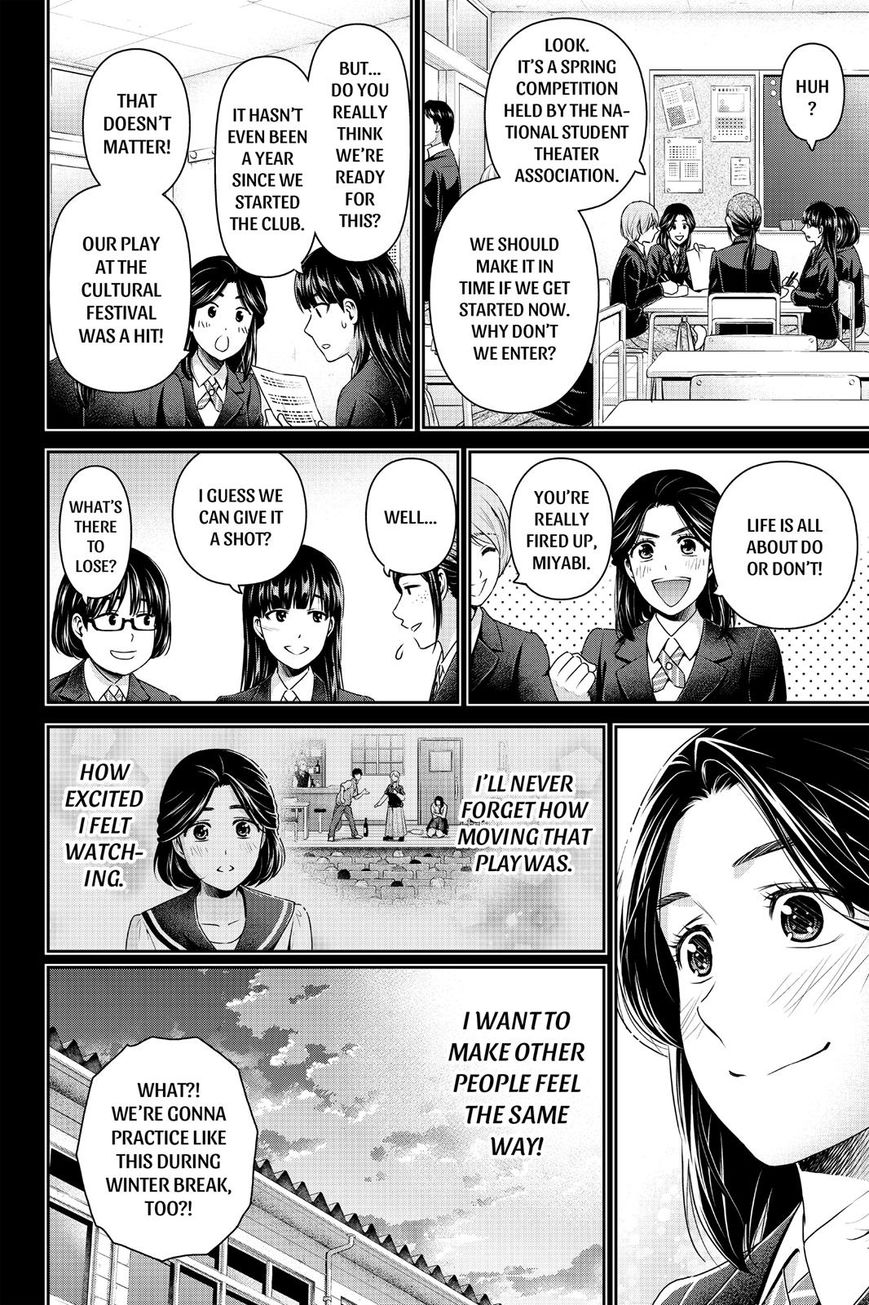 HUH
?
LOOK.
IT'S A SPRING
COMPETITION
HELD BY THE NA-
TIONAL STUDENT
THEATER
ASSOCIATION.
WE SHOULD
MAKE IT IN
TIME IF WE GET
STARTED NOW.
WHY DON'T
WE ENTER?
BUT...
DO YOU
REALLY
THINK
WE'RE
READY
FOR
THIS?
IT HASN'T
EVEN BEEN
A YEAR
SINCE WE
STARTED
THE CLUB.
THAT
DOESN'T
MATTER!
OUR PLAY
AT THE
CULTURAL
FESTIVAL
WAS A HIT!
LIFE IS ALL
ABOUT DO
OR DON'T!
YOU'RE
REALLY
FIRED UP,
MIYABI.
WELL...
I GUESS WE
CAN GIVE IT
A SHOT?
WHAT'S
THERE
TO
LOSE?
I'LL NEVER
FORGET HOW
MOVING THAT
PLAY WAS.
HOW
EXCITED
I FELT
WATCH-
ING.
I WANT TO
MAKE OTHER
PEOPLE FEEL
THE SAME
WAY!
WHAT?!
WE'RE GONNA
PRACTICE LIKE
THIS DURING
WINTER BREAK,
TOO?!